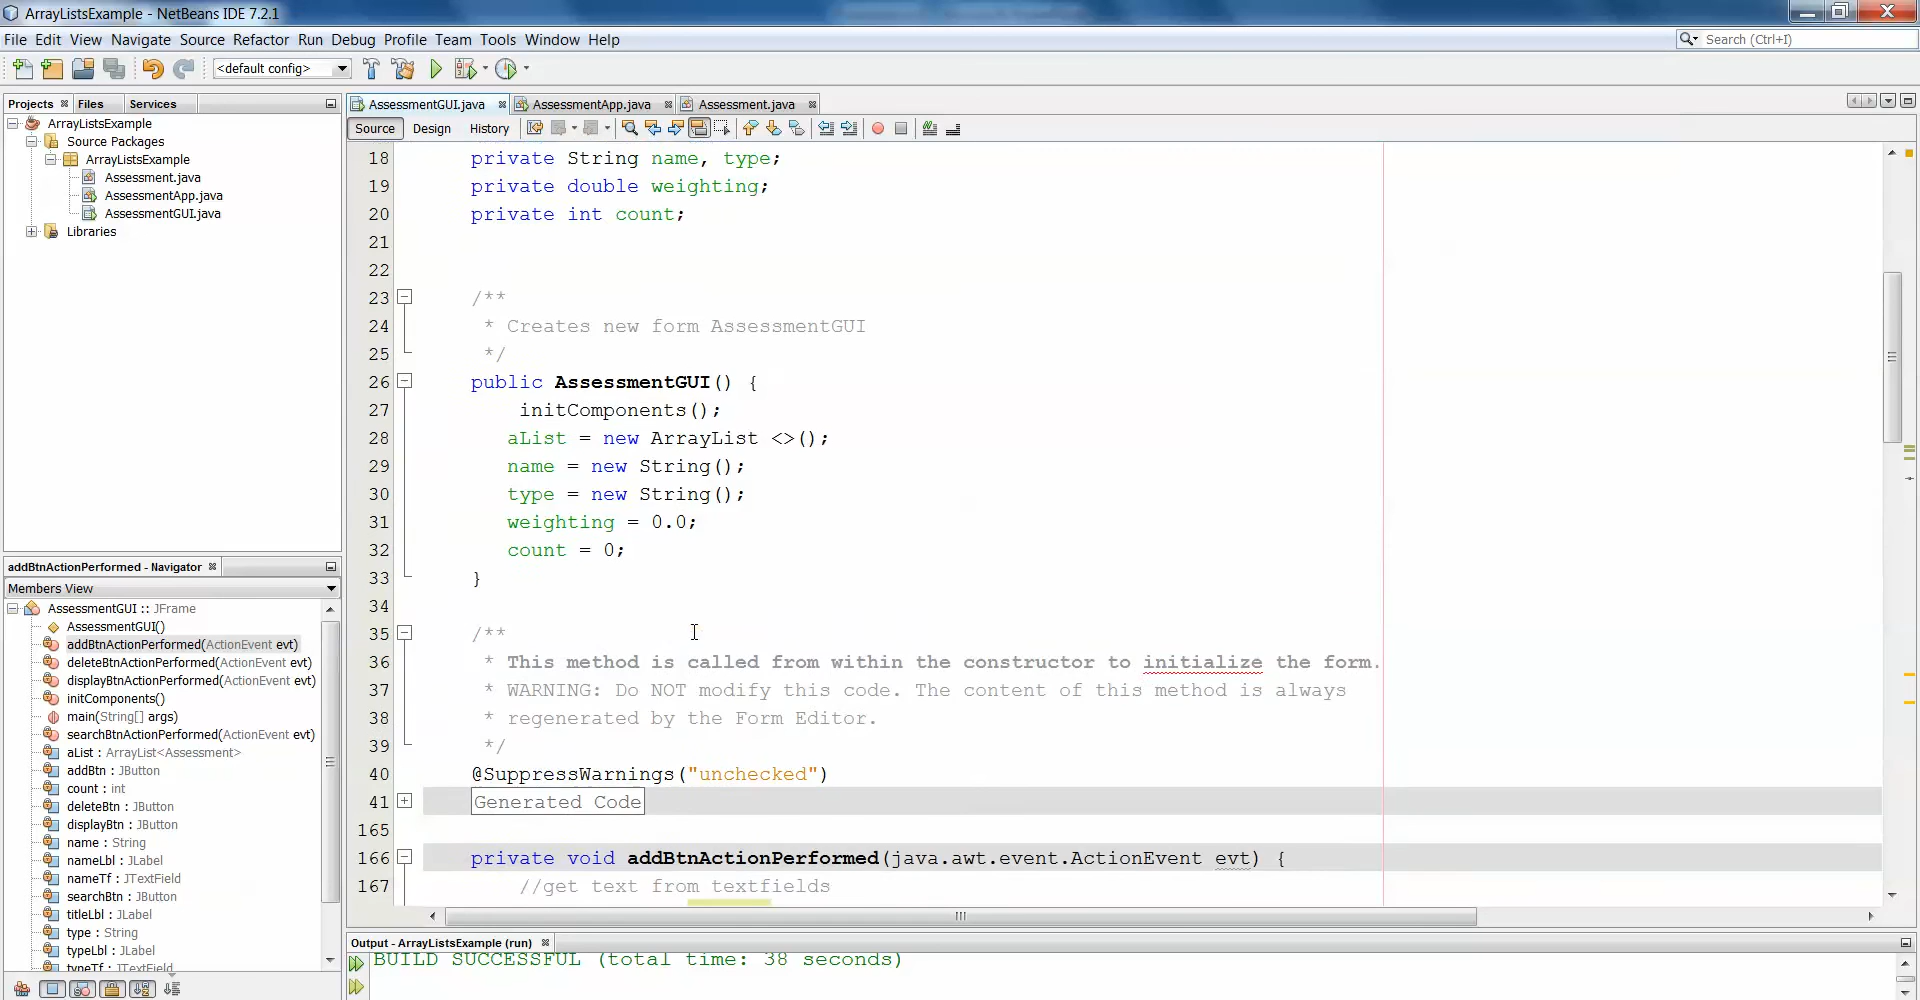 ArrayListsExample - NetBeans IDE 7.2.1
File Edit View Navigate Source Refactor Run Debug Profile Team Tools Window Help
Search (Ctrl+I)
<default config>
Projects Files Services
ArrayListsExample
Source Packages
ArrayListsExample
Assessment.java
AssessmentApp.java
AssessmentGUI.java
Libraries
addBtnActionPerformed - Navigator
Members View
AssessmentGUI :: JFrame
AssessmentGUI()
addBtnActionPerformed(ActionEvent evt)
deleteBtnActionPerformed(ActionEvent evt)
displayBtnActionPerformed(ActionEvent evt)
initComponents()
main(String[] args)
searchBtnActionPerformed(ActionEvent evt)
aList : ArrayList<Assessment>
addBtn : JButton
count : int
deleteBtn : JButton
displayBtn : JButton
name : String
nameLbl : JLabel
nameTf : JTextField
searchBtn : JButton
titleLbl : JLabel
type : String
typeLbl : JLabel
typeTf : JTextField
AssessmentGUI.java AssessmentApp.java Assessment.java
Source Design History
18 private String name, type;
19 private double weighting;
20 private int count;
21
22
23 /**
24 * Creates new form AssessmentGUI
25 */
26 public AssessmentGUI() {
27 initComponents();
28 aList = new ArrayList <>();
29 name = new String();
30 type = new String();
31 weighting = 0.0;
32 count = 0;
33 }
34
35 /**
36 * This method is called from within the constructor to initialize the form.
37 * WARNING: Do NOT modify this code. The content of this method is always
38 * regenerated by the Form Editor.
39 */
40 @SuppressWarnings("unchecked")
41 Generated Code
165
166 private void addBtnActionPerformed(java.awt.event.ActionEvent evt) {
167 //get text from textfields
Output - ArrayListsExample (run)
BUILD SUCCESSFUL (total time: 38 seconds)